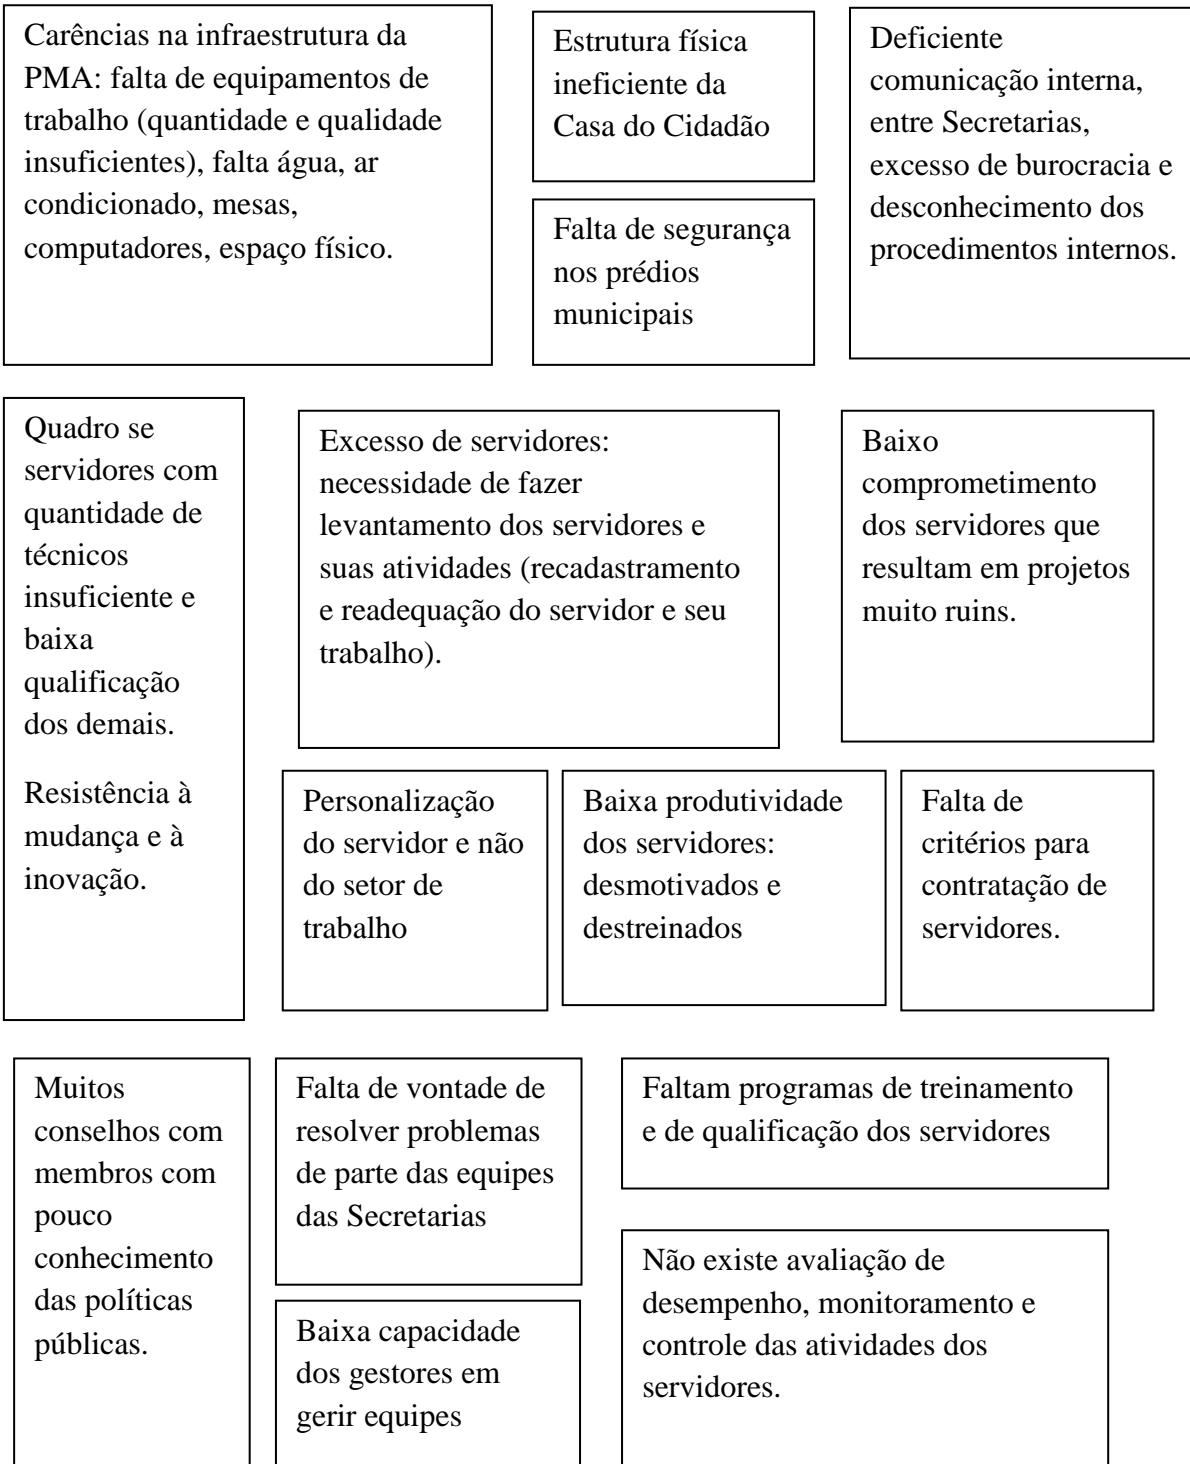 Carências na infraestrutura da
PMA: falta de equipamentos de
trabalho (quantidade e qualidade
insuficientes), falta água, ar
condicionado, mesas,
computadores, espaço físico.
Estrutura física
ineficiente da
Casa do Cidadão
Falta de segurança
nos prédios
municipais
Deficiente
comunicação interna,
entre Secretarias,
excesso de burocracia e
desconhecimento dos
procedimentos internos.
Quadro se
servidores com
quantidade de
técnicos
insuficiente e
baixa
qualificação
dos demais.
Resistência à
mudança e à
inovação.
Excesso de servidores:
necessidade de fazer
levantamento dos servidores e
suas atividades (recadastramento
e readequação do servidor e seu
trabalho).
Baixo
comprometimento
dos servidores que
resultam em projetos
muito ruins.
Personalização
do servidor e não
do setor de
trabalho
Baixa produtividade
dos servidores:
desmotivados e
destreinados
Falta de
critérios para
contratação de
servidores.
Muitos
conselhos com
membros com
pouco
conhecimento
das políticas
públicas.
Falta de vontade de
resolver problemas
de parte das equipes
das Secretarias
Baixa capacidade
dos gestores em
gerir equipes
Faltam programas de treinamento
e de qualificação dos servidores
Não existe avaliação de
desempenho, monitoramento e
controle das atividades dos
servidores.